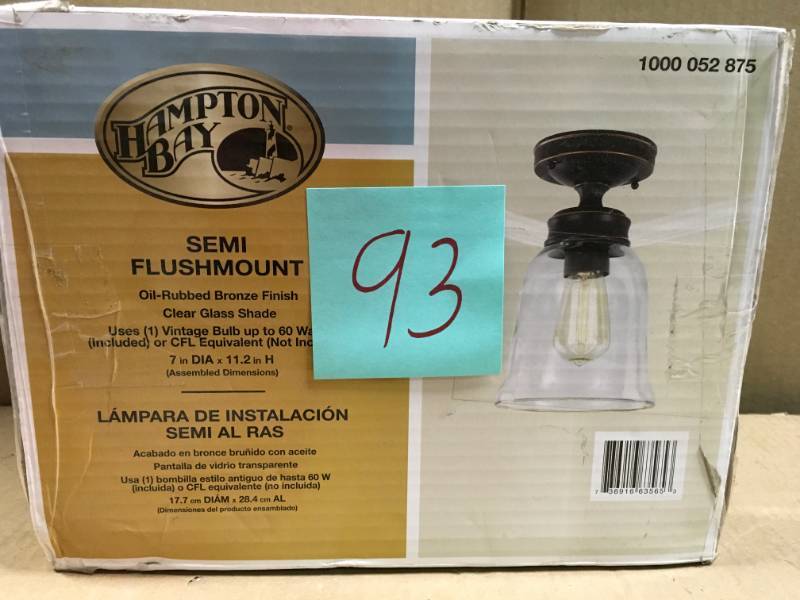 1000 052 875
HAMPTON
BAY
SEMI
FLUSHMOUNT
Oil-Rubbed Bronze Finish
Clear Glass Shade
Uses (1) Vintage Bulb up to 60
(included) or CFL Equivalent (Not
7 in DIA x 11.2 in H
(Assembled Dimensions)
93
LÁMPARA DE INSTALACIÓN
SEMI AL RAS
Acabado en bronce bruñido con aceite
Pantalla de vidrio transparente
Usa (1) bombilla estilo antiguo de hasta 60 W
(incluida) o CFL equivalente (no incluida)
17.7 cm DIÁM x 28.4 cm AL
(Dimensiones del producto ensamblado)
7 36916 63565 0